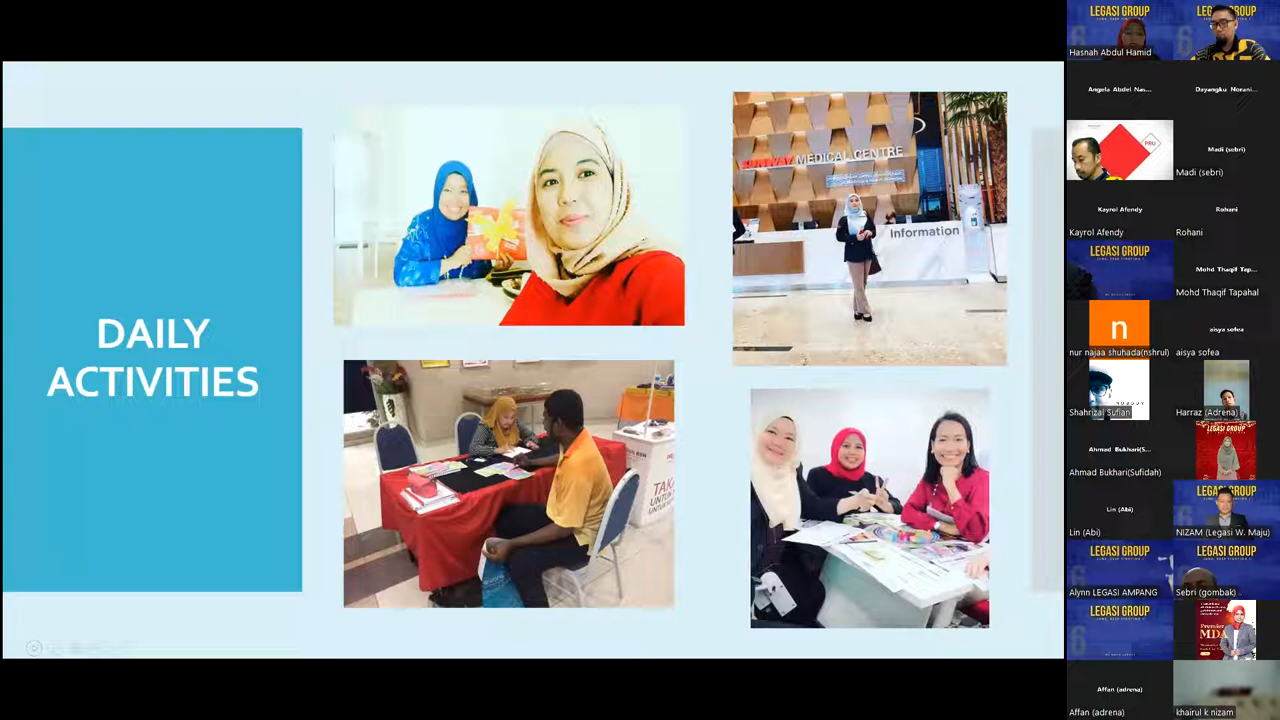 DAILY
ACTIVITIES
SUNWAY MEDICAL CENTRE
Information
TAKA
UNTUK
LEGASI GROUP
Hasnah Abdul Hamid
LEGASI GROUP
Angela Abdel Nas...
Dayangku Norani...
PRU
Madi (sebri)
Madi (sebri)
Kayrol Afendy
Kayrol Afendy
Rohani
Rohani
LEGASI GROUP
Mohd Thaqif Tap...
Mohd Thaqif Tapahal
n
nur najaa shuhada(nshrul)
aisya sofea
aisya sofea
NOBODY
Shahrizal Sufian
Harraz (Adrena)
Ahmad Bukhari(S...
Ahmad Bukhari(Sufidah)
LEGASI GROUP
Lin (Abi)
Lin (Abi)
LEGASI GROUP
NIZAM (Legasi W. Maju)
LEGASI GROUP
Alynn LEGASI AMPANG
LEGASI GROUP
Sebri (gombak)
LEGASI GROUP
Premier
MDA
Affan (adrena)
Affan (adrena)
khairul k nizam